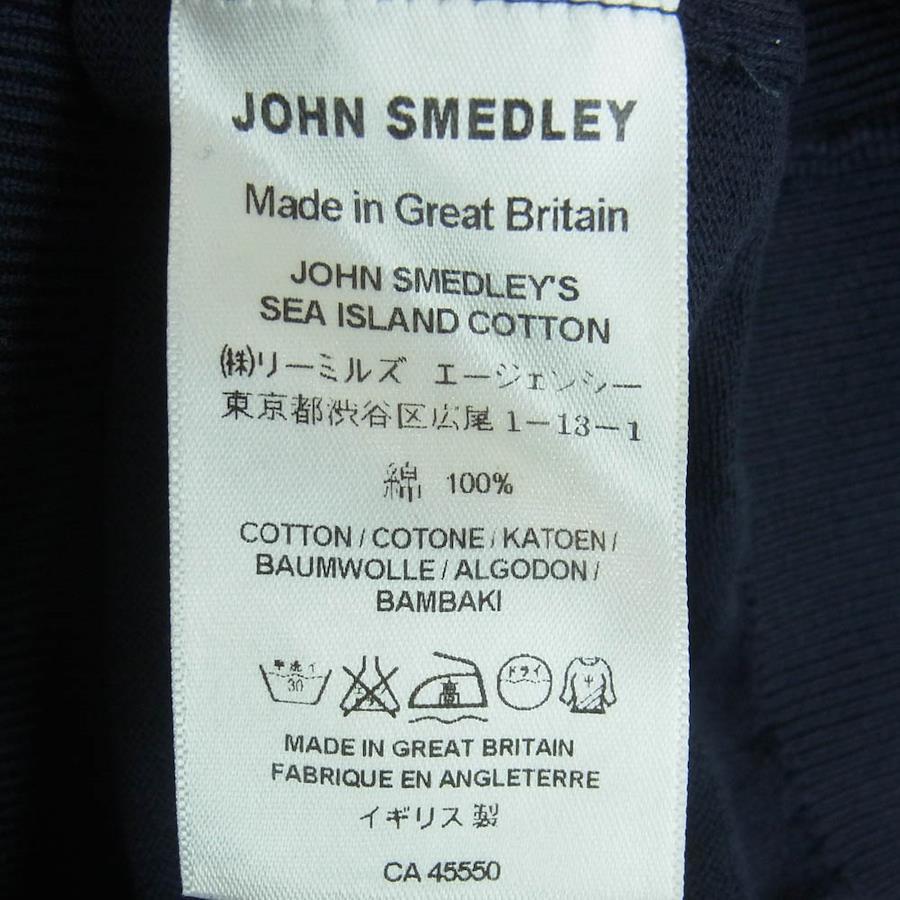 JOHN SMEDLEY
Made in Great Britain
JOHN SMEDLEY'S
SEA ISLAND COTTON
(株)リーミルズ エージェンシー
東京都渋谷区広尾1-13-1
綿 100%
COTTON / COTONE / KATOEN /
BAUMWOLLE / ALGODON /
BAMBAKI
手洗イ 30 高 ドライ
MADE IN GREAT BRITAIN
FABRIQUE EN ANGLETERRE
イギリス製
CA 45550